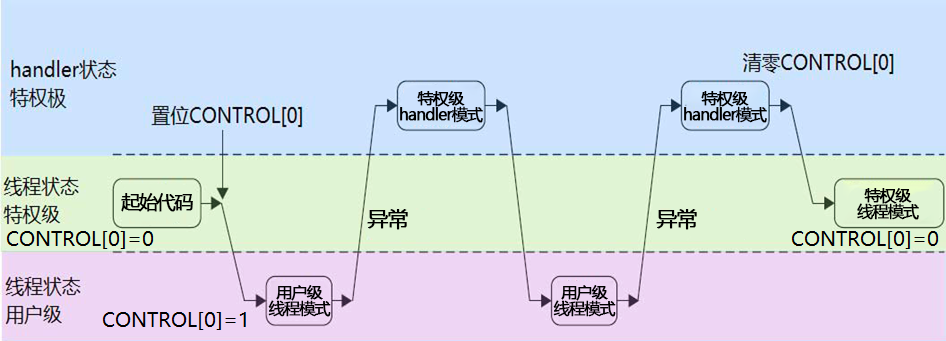 handler状态
特权极
清零CONTROL[0]
置位CONTROL[0]
特权级
handler模式
特权级
handler模式
线程状态
特权级
CONTROL[0]=0
起始代码
异常
异常
特权级
线程模式
CONTROL[0]=0
线程状态
用户级
CONTROL[0]=1
用户级
线程模式
用户级
线程模式